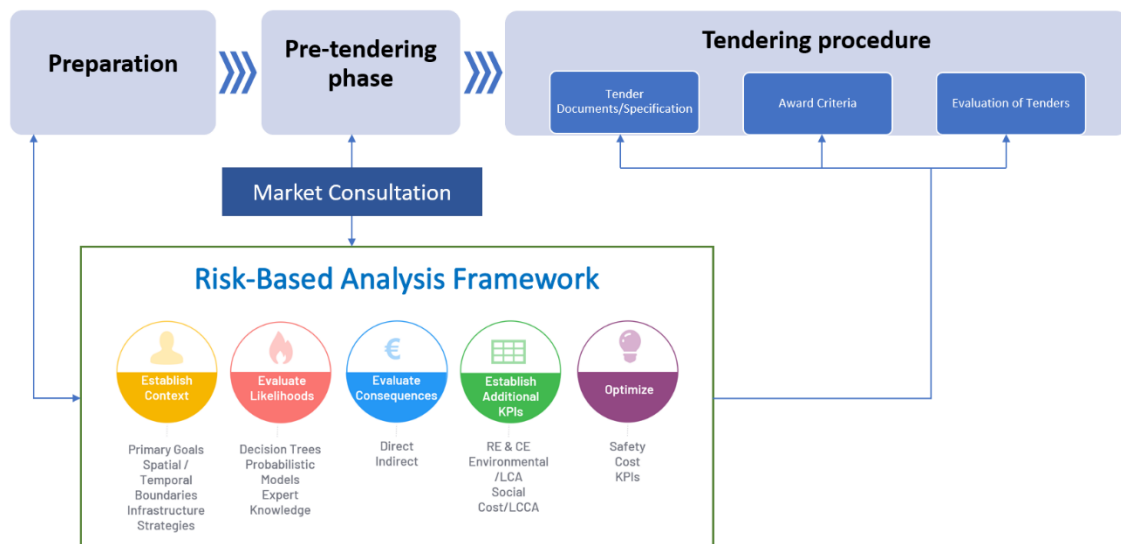 Preparation
Pre-tendering
phase
Tendering procedure
Tender
Documents/Specification
Award Criteria
Evaluation of Tenders
Market Consultation
Risk-Based Analysis Framework
Establish
Context
Evaluate
Likelihoods
€
Evaluate
Consequences
Establish
Additional
KPIs
Optimize
Primary Goals
Spatial /
Temporal
Boundaries
Infrastructure
Strategies
Decision Trees
Probabilistic
Models
Expert
Knowledge
Direct
Indirect
RE & CE
Environmental
/LCA
Social
Cost/LCCA
Safety
Cost
KPIs